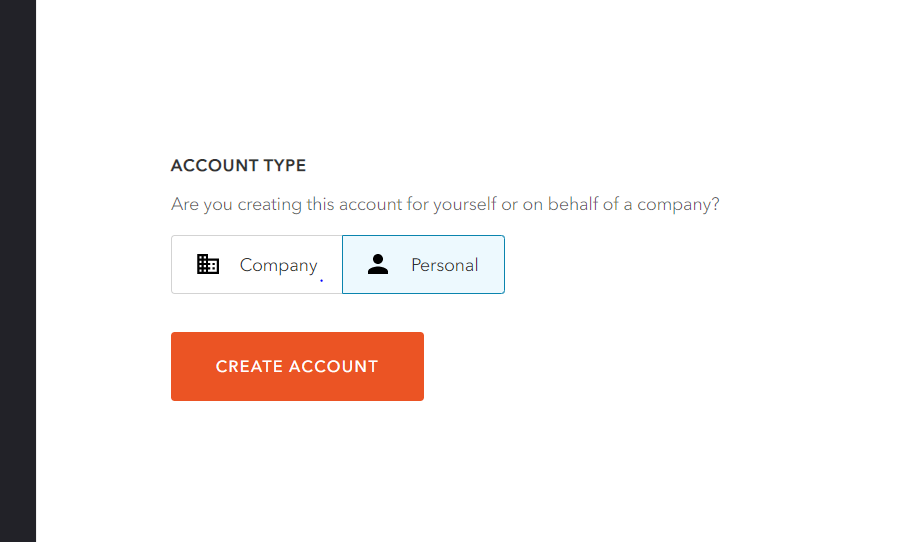 ACCOUNT TYPE
Are you creating this account for yourself or on behalf of a company?
Company
Personal
CREATE ACCOUNT